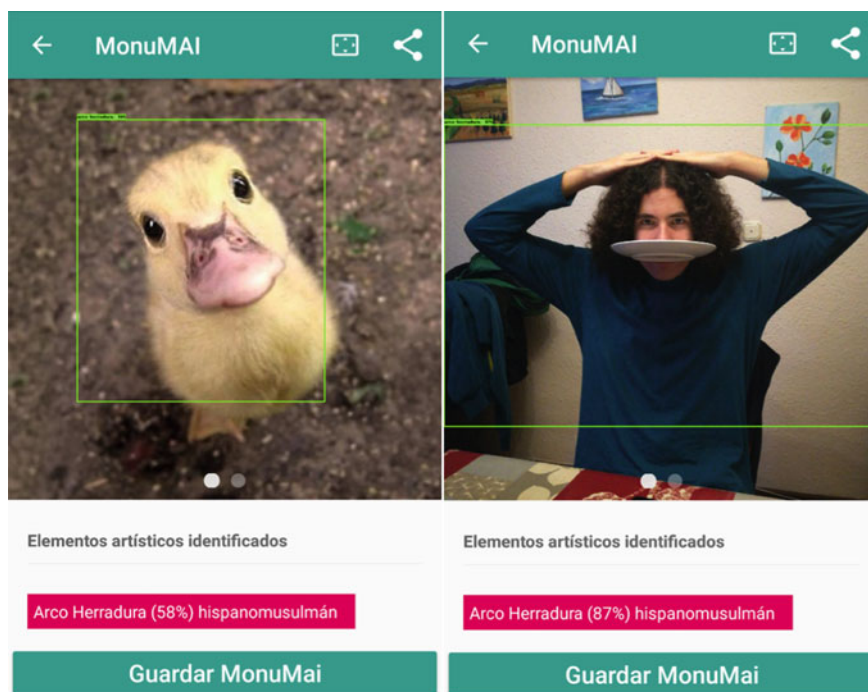 MonuMAI
Elementos artísticos identificados
Arco Herradura (58%) hispanomusulmán
Guardar MonuMai
MonuMAI
Elementos artísticos identificados
Arco Herradura (87%) hispanomusulmán
Guardar MonuMai